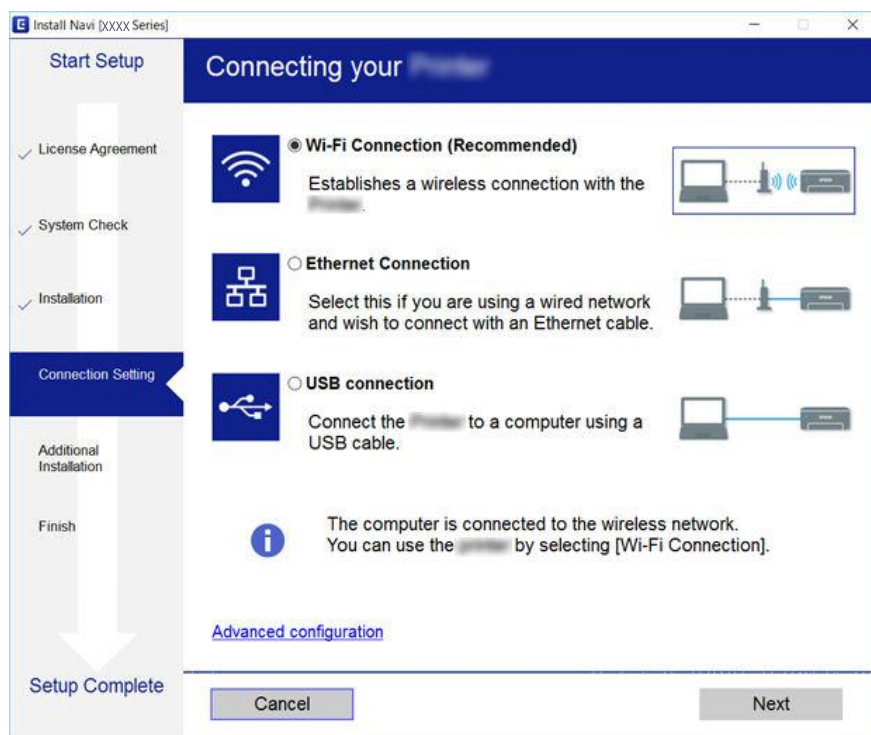 Install Navi [XXXX Series]
Start Setup
License Agreement
System Check
Installation
Connection Setting
Additional
Installation
Finish
Setup Complete
Connecting your
Wi-Fi Connection (Recommended)
Establishes a wireless connection with the
.
Ethernet Connection
Select this if you are using a wired network
and wish to connect with an Ethernet cable.
USB connection
Connect the to a computer using a
USB cable.
The computer is connected to the wireless network.
You can use the by selecting [Wi-Fi Connection].
Advanced configuration
Cancel
Next